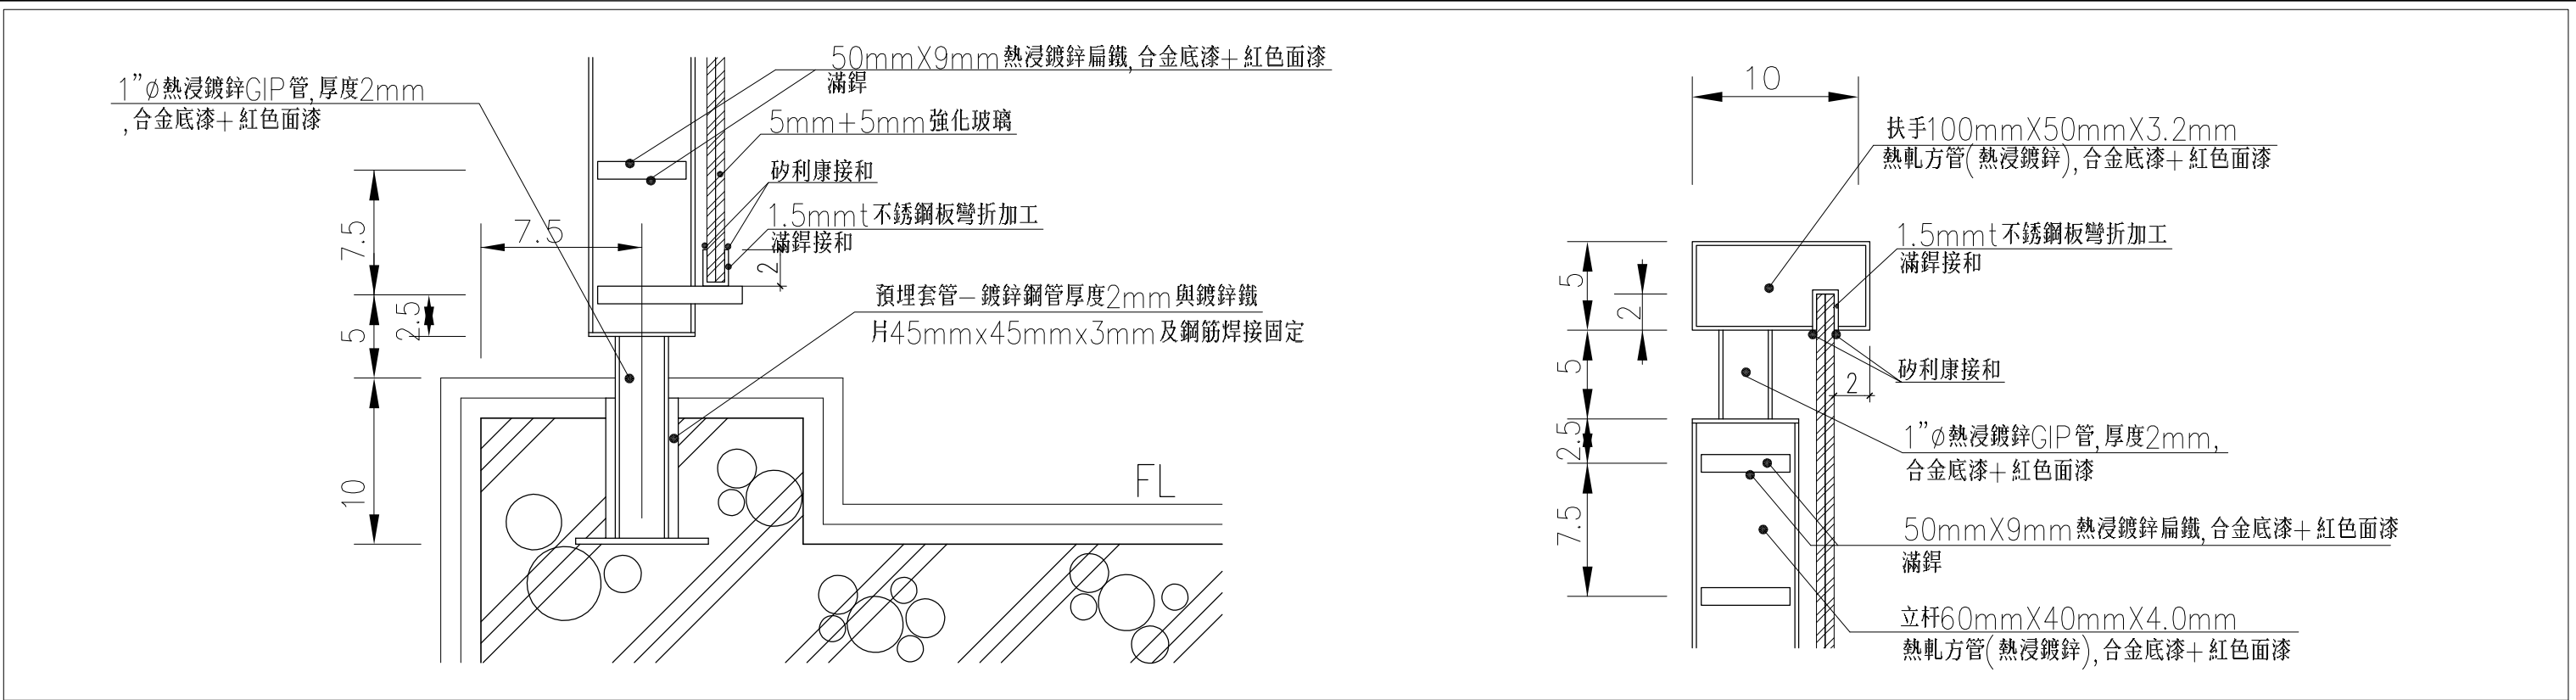 1”ø熱浸鍍鋅GIP管,厚度2mm
,合金底漆+紅色面漆
50mmX9mm熱浸鍍鋅扁鐵,合金底漆+紅色面漆
滿銲
5mm+5mm強化玻璃
矽利康接和
1.5mmt不銹鋼板彎折加工
滿銲接和
預埋套管-鍍鋅鋼管厚度2mm與鍍鋅鐵
片45mmx45mmx3mm及鋼筋焊接固定
7.5
7.5
2
5
2.5
10
FL
10
扶手100mmX50mmX3.2mm
熱軋方管(熱浸鍍鋅),合金底漆+紅色面漆
1.5mmt不銹鋼板彎折加工
滿銲接和
矽利康接和
1”ø熱浸鍍鋅GIP管,厚度2mm,
合金底漆+紅色面漆
50mmX9mm熱浸鍍鋅扁鐵,合金底漆+紅色面漆
滿銲
立杆60mmX40mmX4.0mm
熱軋方管(熱浸鍍鋅),合金底漆+紅色面漆
5
2
5
2
2.5
7.5